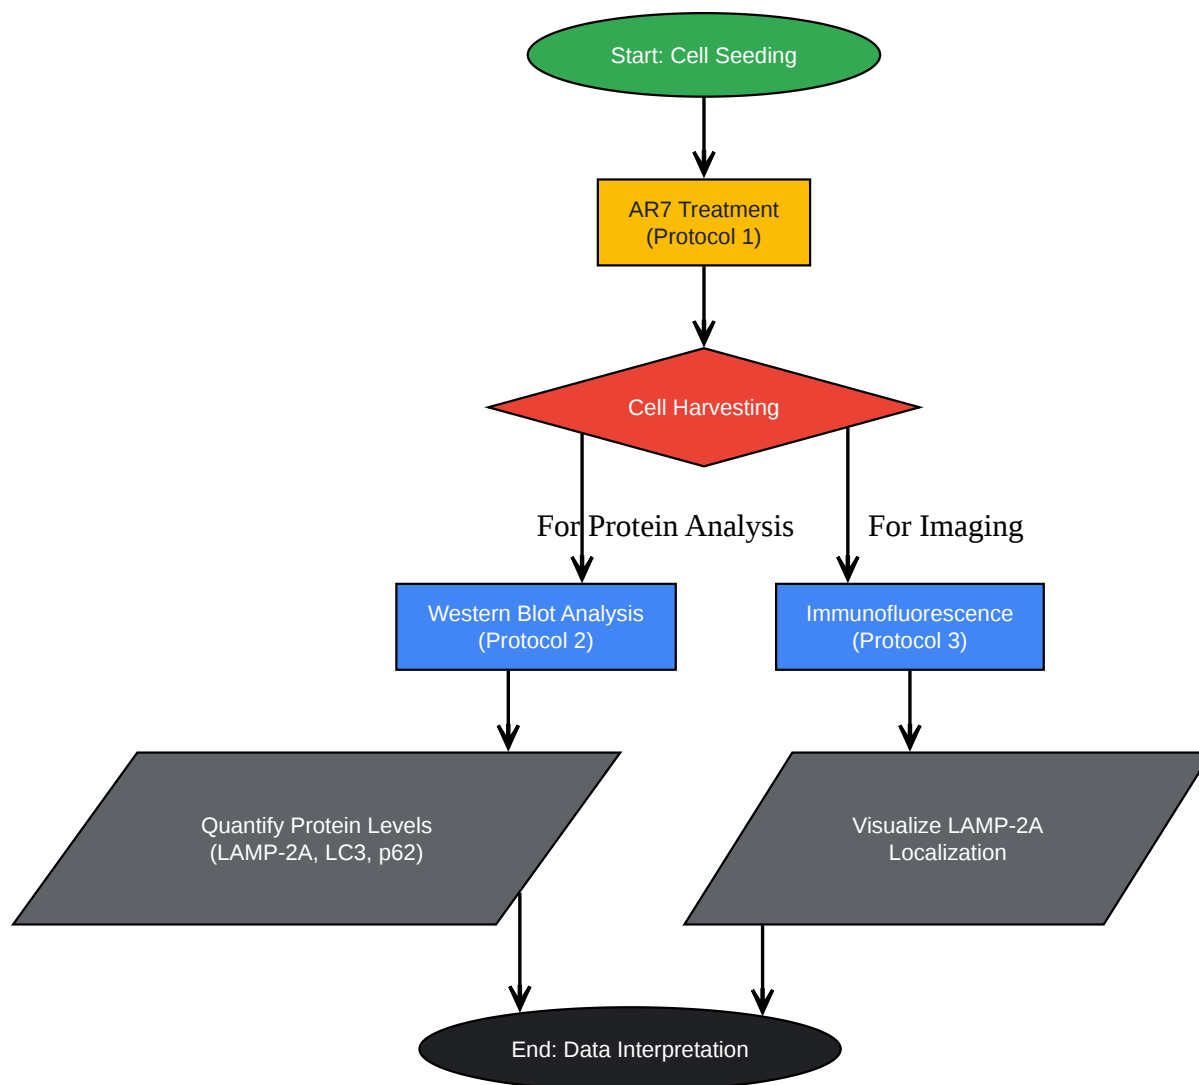 Start: Cell Seeding
AR7 Treatment
(Protocol 1)
Cell Harvesting
For Protein Analysis
For Imaging
Western Blot Analysis
(Protocol 2)
Immunofluorescence
(Protocol 3)
Quantify Protein Levels
(LAMP-2A, LC3, p62)
Visualize LAMP-2A
Localization
End: Data Interpretation